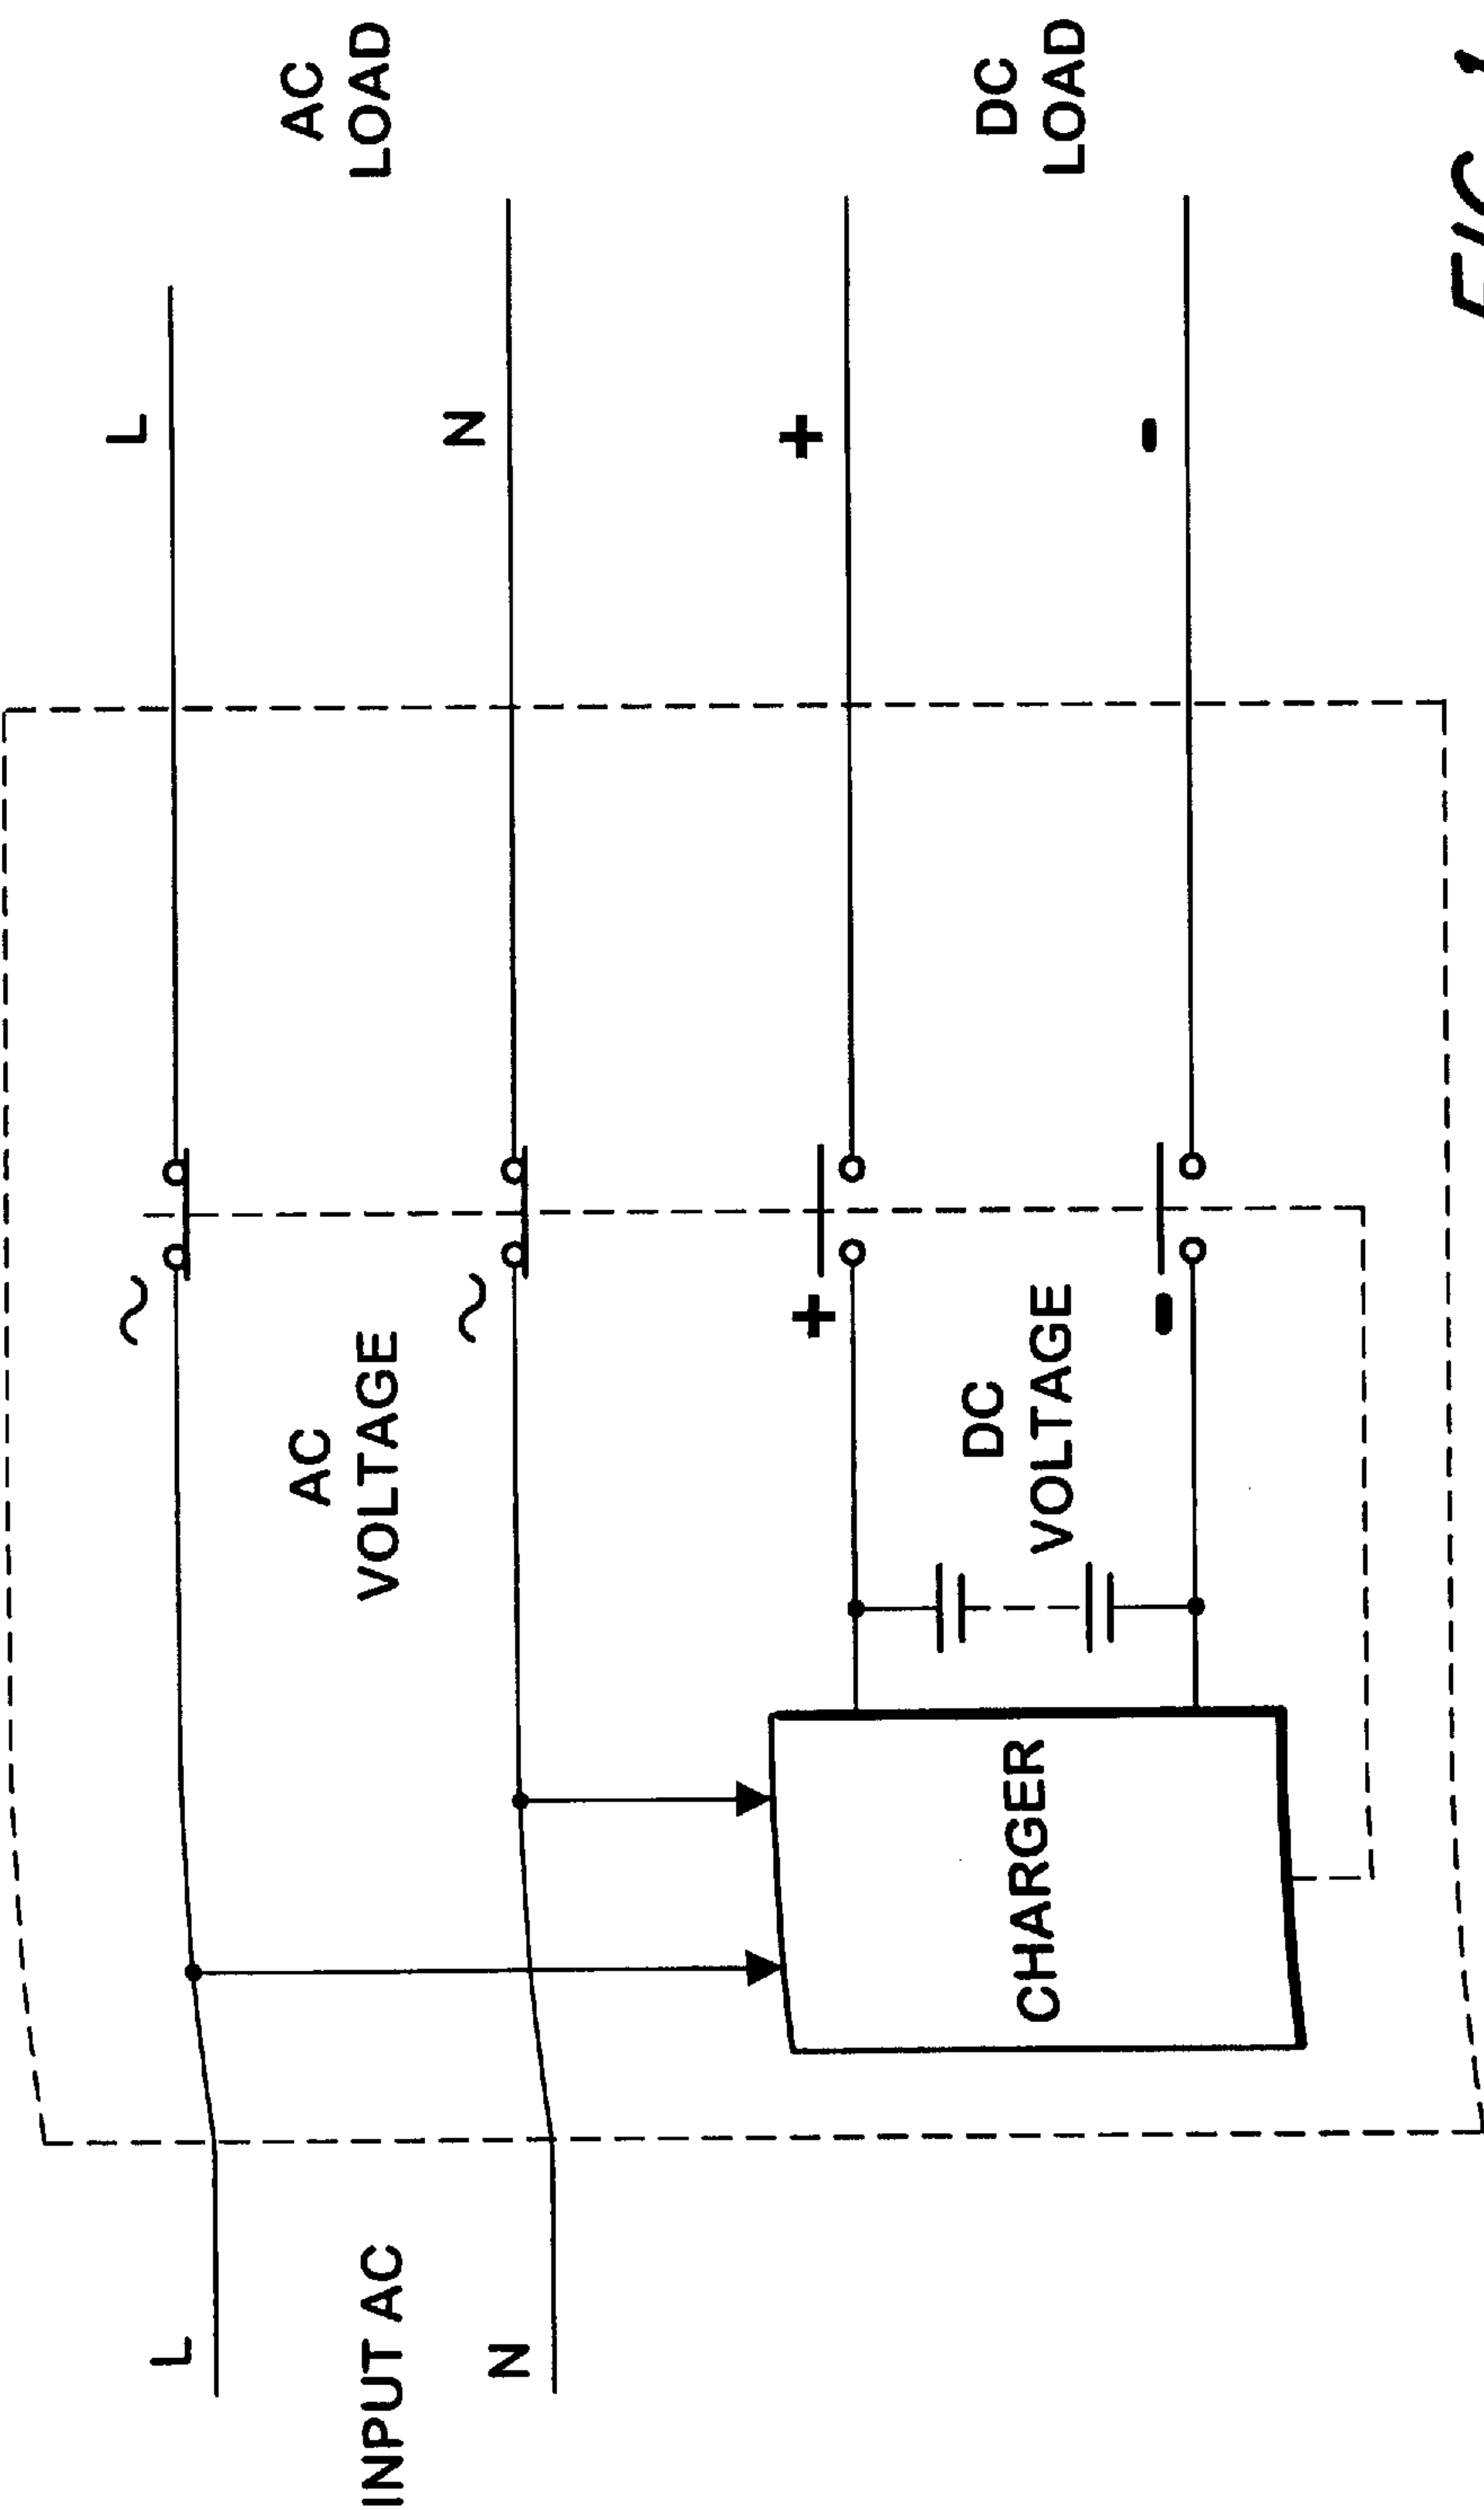 L
INPUT AC
N
~
AC
VOLTAGE
~
L
AC
LOAD
N
CHARGER
+
DC
VOLTAGE
-
+
DC
LOAD
-